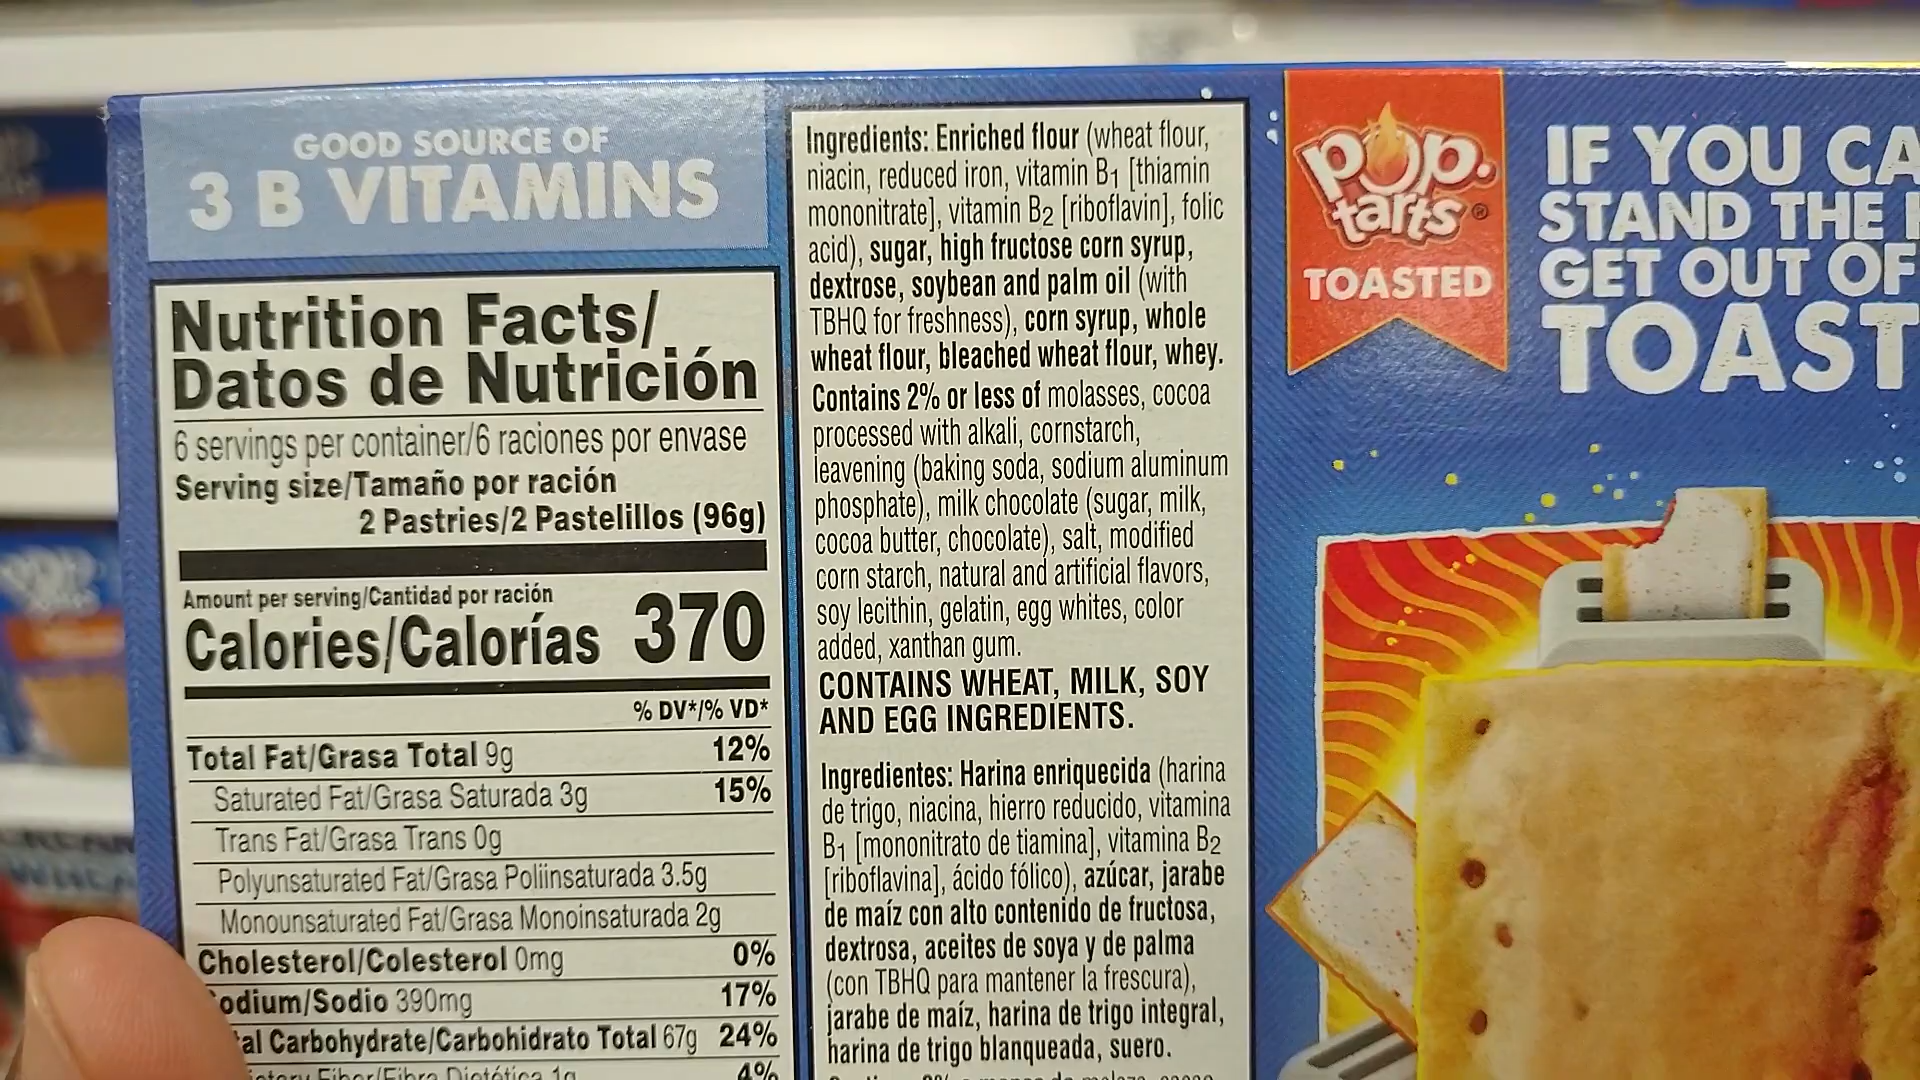 GOOD SOURCE OF
3 B VITAMINS
Nutrition Facts/
Datos de Nutrición
6 servings per container/6 raciones por envase
Serving size/Tamaño por ración
2 Pastries/2 Pastelillos (96g)
Amount per serving/Cantidad por ración
Calories/Calorías 370
% DV*/% VD*
Total Fat/Grasa Total 9g 12%
Saturated Fat/Grasa Saturada 3g 15%
Trans Fat/Grasa Trans 0g
Polyunsaturated Fat/Grasa Poliinsaturada 3.5g
Monounsaturated Fat/Grasa Monoinsaturada 2g
Cholesterol/Colesterol 0mg 0%
odium/Sodio 390mg 17%
al Carbohydrate/Carbohidrato Total 67g 24%
Fiber/Fibra Dietética 1g 4%
Ingredients: Enriched flour (wheat flour,
niacin, reduced iron, vitamin B1 [thiamin
mononitrate], vitamin B2 [riboflavin], folic
acid), sugar, high fructose corn syrup,
dextrose, soybean and palm oil (with
TBHQ for freshness), corn syrup, whole
wheat flour, bleached wheat flour, whey.
Contains 2% or less of molasses, cocoa
processed with alkali, cornstarch,
leavening (baking soda, sodium aluminum
phosphate), milk chocolate (sugar, milk,
cocoa butter, chocolate), salt, modified
corn starch, natural and artificial flavors,
soy lecithin, gelatin, egg whites, color
added, xanthan gum.
CONTAINS WHEAT, MILK, SOY
AND EGG INGREDIENTS.
Ingredientes: Harina enriquecida (harina
de trigo, niacina, hierro reducido, vitamina
B1 [mononitrato de tiamina], vitamina B2
[riboflavina], ácido fólico), azúcar, jarabe
de maíz con alto contenido de fructosa,
dextrosa, aceites de soya y de palma
(con TBHQ para mantener la frescura),
jarabe de maíz, harina de trigo integral,
harina de trigo blanqueada, suero.
pop.
tarts®
TOASTED
IF YOU CA
STAND THE
GET OUT OF
TOAST